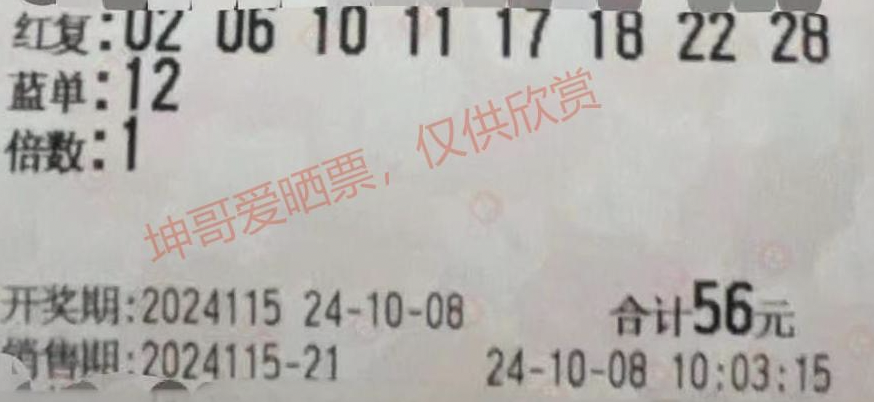 红复:02 06 10 11 17 18 22 28
蓝单:12
倍数:1
坤哥爱晒票，仅供欣赏
开奖期:2024115 24-10-08 合计56元
销售期:2024115-21 24-10-08 10:03:15